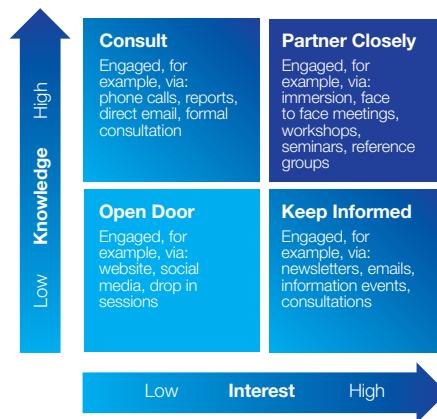 High
Knowledge
Low
Consult
Engaged, for
example, via:
phone calls, reports,
direct email, formal
consultation
Partner Closely
Engaged, for
example, via:
immersion, face
to face meetings,
workshops,
seminars, reference
groups
Open Door
Engaged, for
example, via:
website, social
media, drop in
sessions
Keep Informed
Engaged, for
example, via:
newsletters, emails,
information events,
consultations
Low Interest High